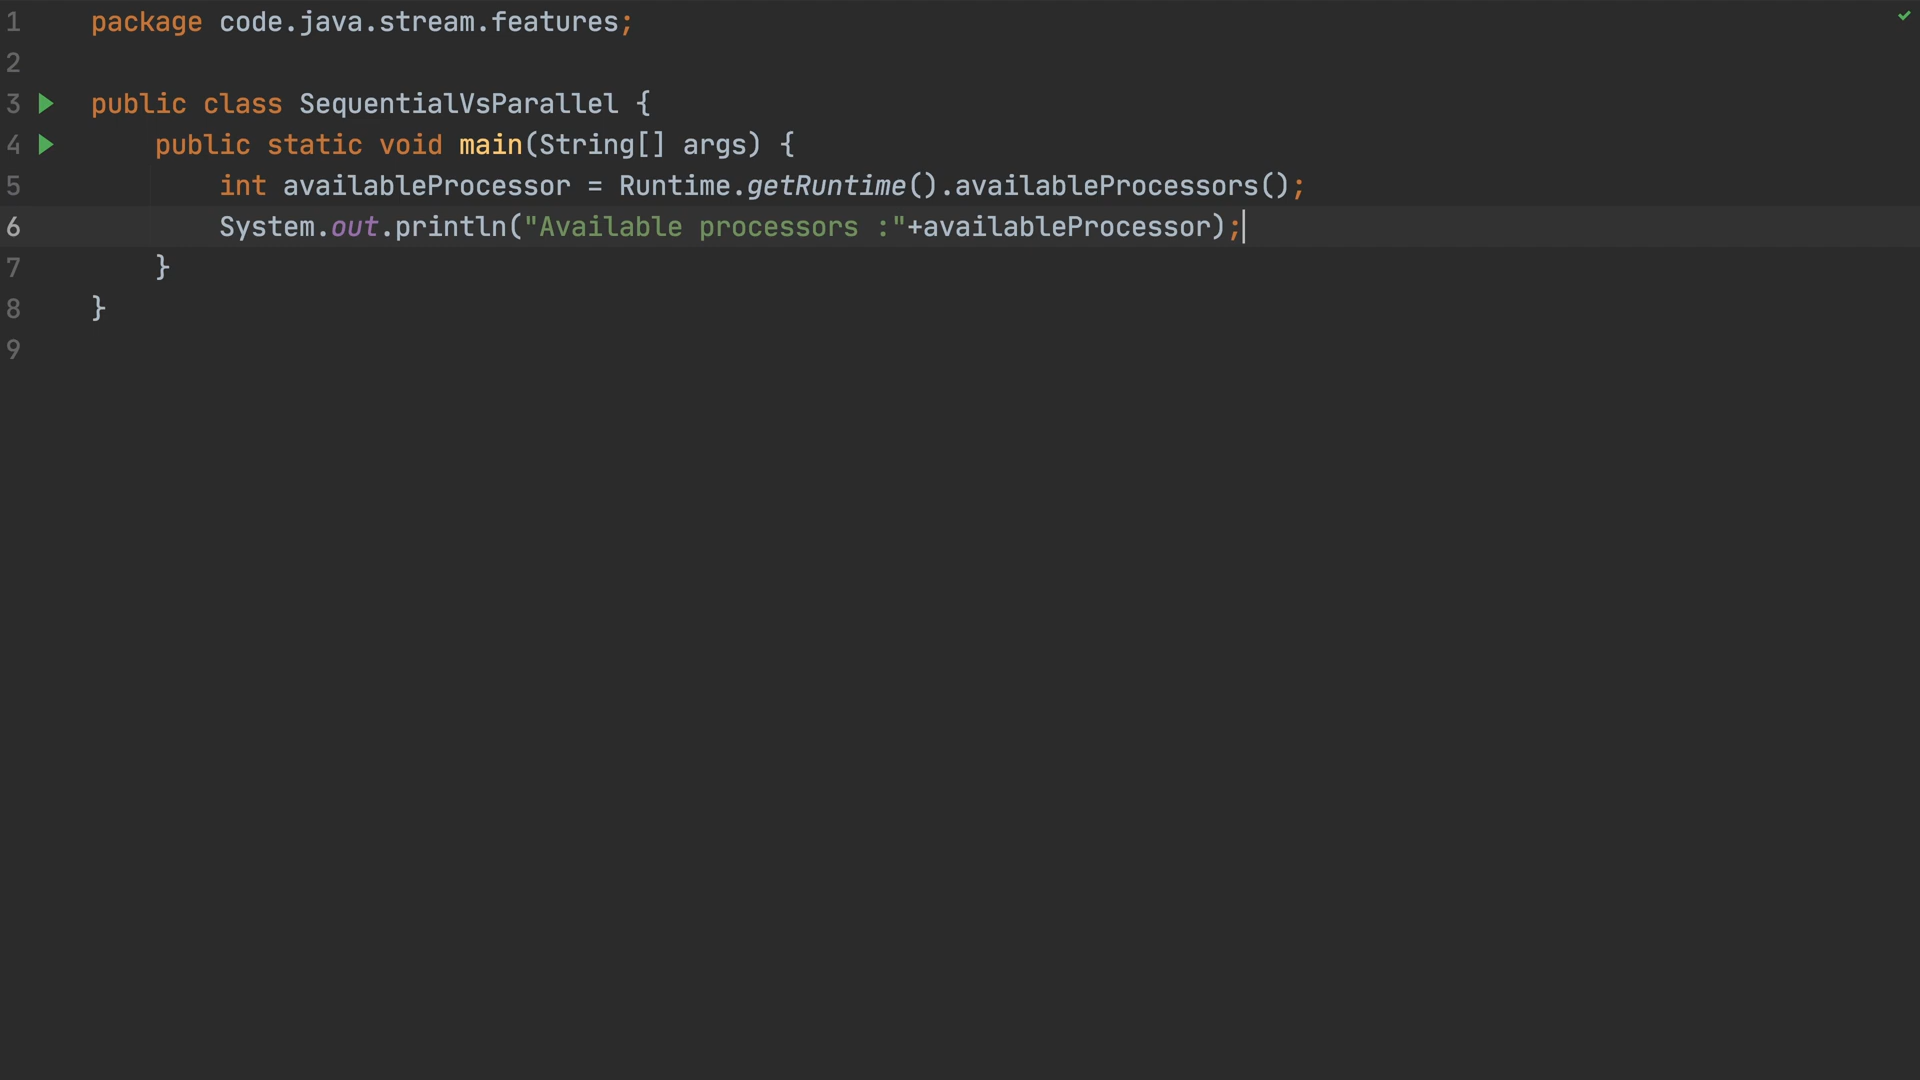 1 package code.java.stream.features;
2
3 public class SequentialVsParallel {
4 public static void main(String[] args) {
5 int availableProcessor = Runtime.getRuntime().availableProcessors();
6 System.out.println("Available processors :"+availableProcessor);
7 }
8 }
9